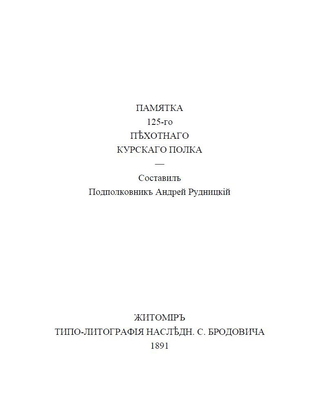 ПАМЯТКА
125-го
ПѢХОТНАГО
КУРСКАГО ПОЛКА
—
Составилъ
Подполковникъ Андрей Рудницкій
ЖИТОМІРЪ
ТИПО-ЛИТОГРАФІЯ НАСЛѢДН. С. БРОДОВИЧА
1891